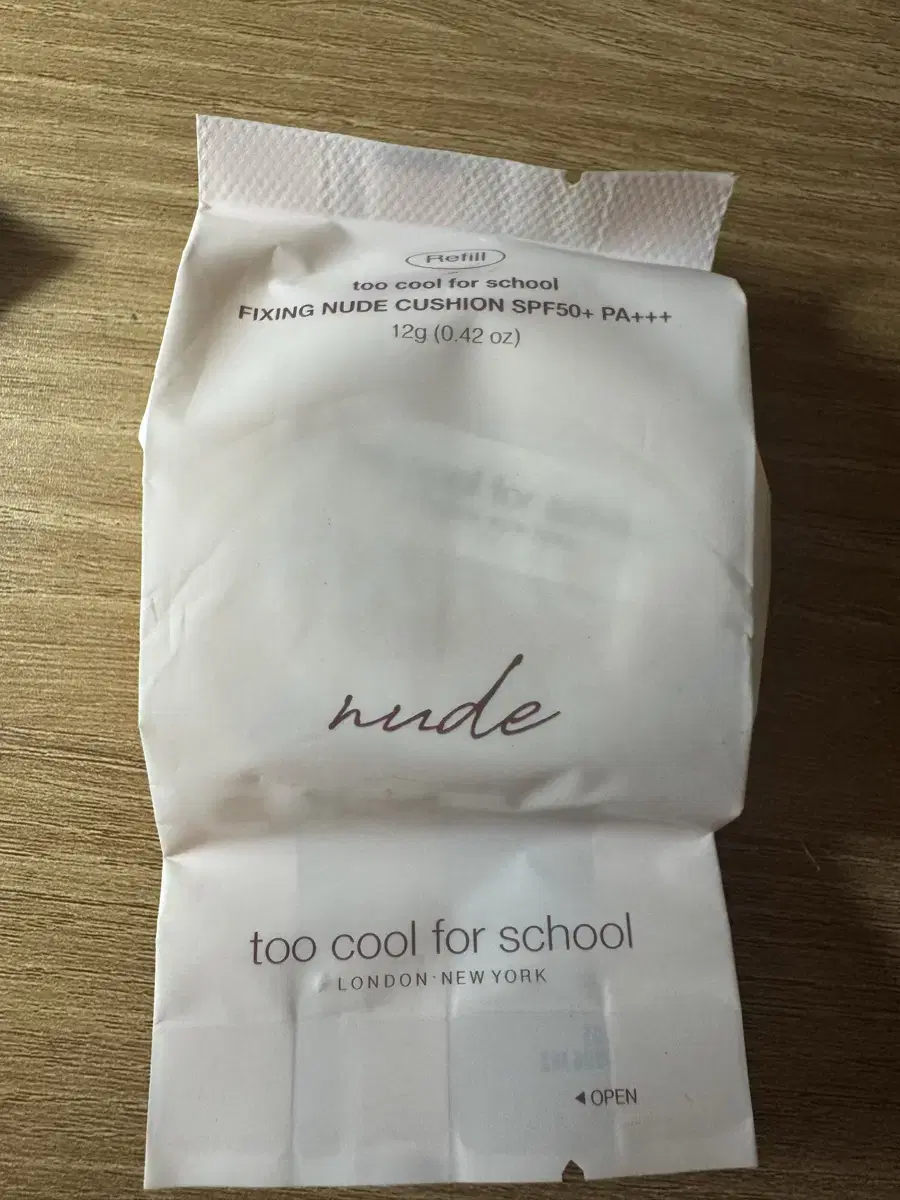 Refill
too cool for school
FIXING NUDE CUSHION SPF50+ PA+++
12g (0.42 oz)
nude
too cool for school
LONDON·NEW YORK
◀ OPEN